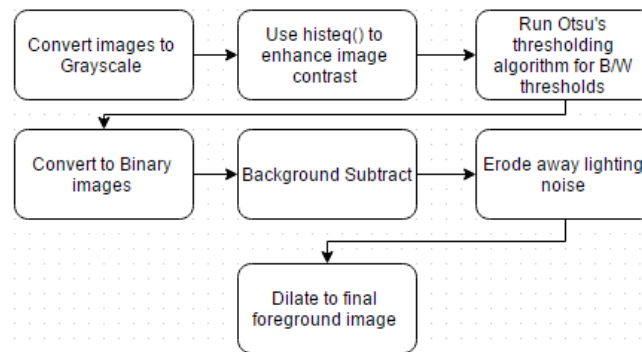 Convert images to
Grayscale
Use histeq() to
enhance image
contrast
Run Otsu's
thresholding
algorithm for B/W
thresholds
Convert to Binary
images
Background Subtract
Erode away lighting
noise
Dilate to final
foreground image